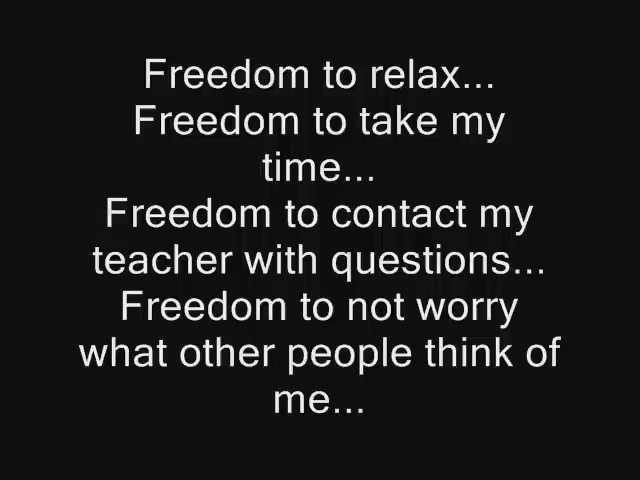 Freedom to relax...
Freedom to take my
time...
Freedom to contact my
teacher with questions...
Freedom to not worry
what other people think of
me...